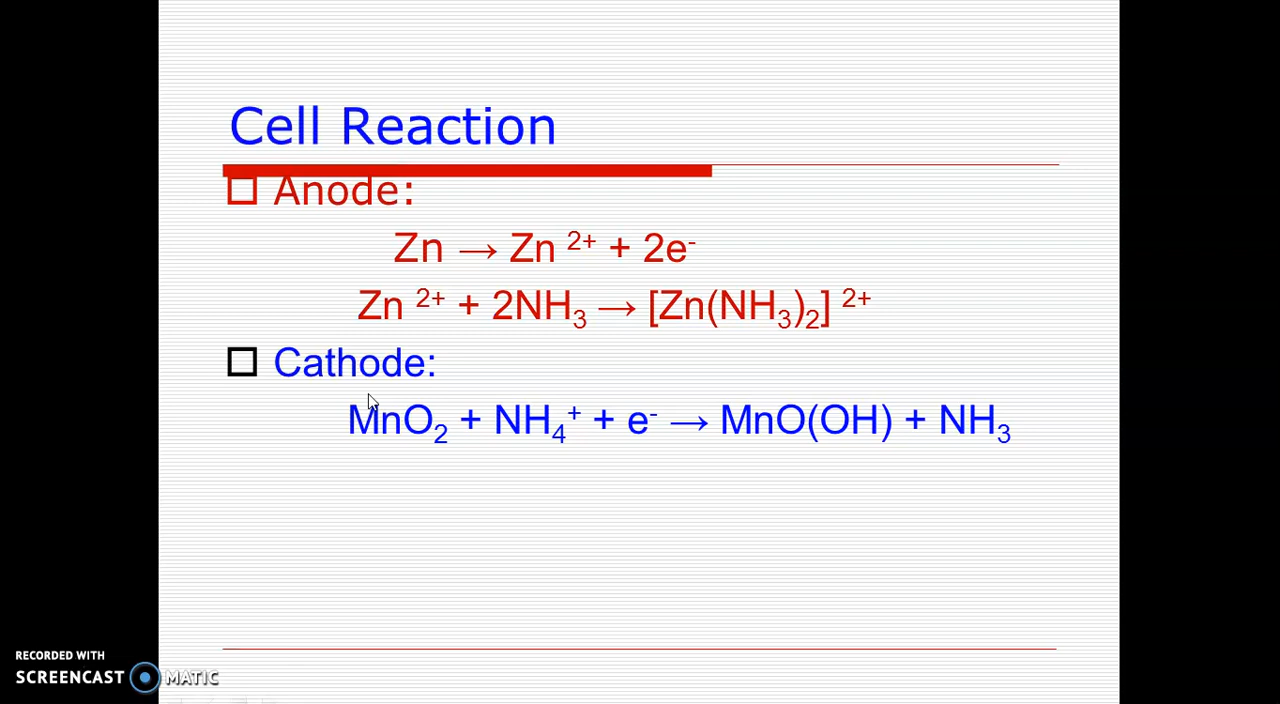 Cell Reaction
Anode:
Zn → Zn ²⁺ + 2e⁻
Zn ²⁺ + 2NH₃ → [Zn(NH₃)₂] ²⁺
Cathode:
MnO₂ + NH₄⁺ + e⁻ → MnO(OH) + NH₃
RECORDED WITH
SCREENCAST MATIC